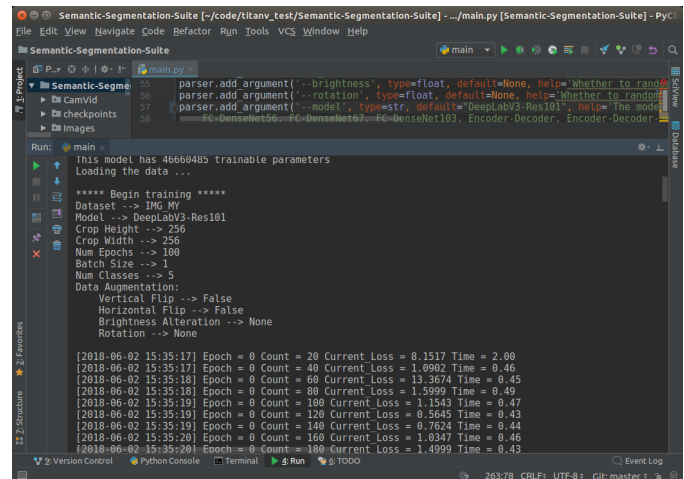 Semantic-Segmentation-Suite [~/code/titanv_test/Semantic-Segmentation-Suite] - .../main.py [Semantic-Segmentation-Suite] - PyC
File Edit View Navigate Code Refactor Run Tools VCS Window Help
Semantic-Segmentation-Suite
main
P... main.py
1: Project
Semantic-Segme
CamVid
checkpoints
Images
55 parser.add_argument('--brightness', type=float, default=None, help='Whether to rando
56 parser.add_argument('--rotation', type=float, default=None, help='Whether to random
57 parser.add_argument('--model', type=str, default="DeepLabV3-Res101", help='The mode
58 FC-DenseNet56, FC-DenseNet67, FC-DenseNet103, Encoder-Decoder, Encoder-Decoder-
SciView
Database
Run: main
This model has 46660485 trainable parameters
Loading the data ...
***** Begin training *****
Dataset --> IMG_MY
Model --> DeepLabV3-Res101
Crop Height --> 256
Crop Width --> 256
Num Epochs --> 100
Batch Size --> 1
Num Classes --> 5
Data Augmentation:
Vertical Flip --> False
Horizontal Flip --> False
Brightness Alteration --> None
Rotation --> None
[2018-06-02 15:35:17] Epoch = 0 Count = 20 Current_Loss = 8.1517 Time = 2.00
[2018-06-02 15:35:17] Epoch = 0 Count = 40 Current_Loss = 1.0902 Time = 0.46
[2018-06-02 15:35:18] Epoch = 0 Count = 60 Current_Loss = 13.3674 Time = 0.45
[2018-06-02 15:35:18] Epoch = 0 Count = 80 Current_Loss = 1.5999 Time = 0.49
[2018-06-02 15:35:19] Epoch = 0 Count = 100 Current_Loss = 1.1543 Time = 0.47
[2018-06-02 15:35:19] Epoch = 0 Count = 120 Current_Loss = 0.5645 Time = 0.43
[2018-06-02 15:35:19] Epoch = 0 Count = 140 Current_Loss = 0.7624 Time = 0.44
[2018-06-02 15:35:20] Epoch = 0 Count = 160 Current_Loss = 1.0347 Time = 0.46
[2018-06-02 15:35:20] Epoch = 0 Count = 180 Current_Loss = 1.4999 Time = 0.43
2: Favorites
7: Structure
9: Version Control Python Console Terminal 4: Run 6: TODO Event Log
263:78 CRLF UTF-8 Git: master